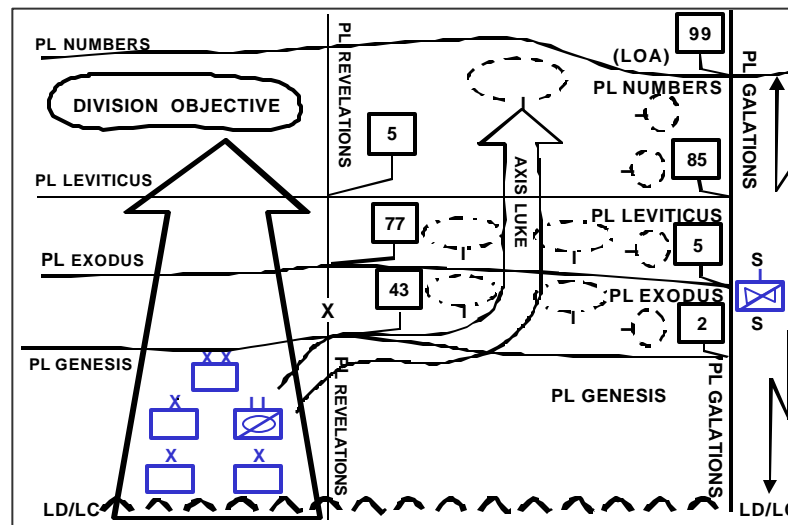 PL NUMBERS
PL REVELATIONS
(LOA)
99
PL NUMBERS
PL GALATIONS
DIVISION OBJECTIVE
5
AXIS LUKE
85
PL LEVITICUS
PL LEVITICUS
77
5
PL EXODUS
S
43
PL EXODUS
X
2
S
PL GENESIS
X X
PL REVELATIONS
PL GENESIS
PL GALATIONS
X
I I
X
X
LD/LC
LD/LC